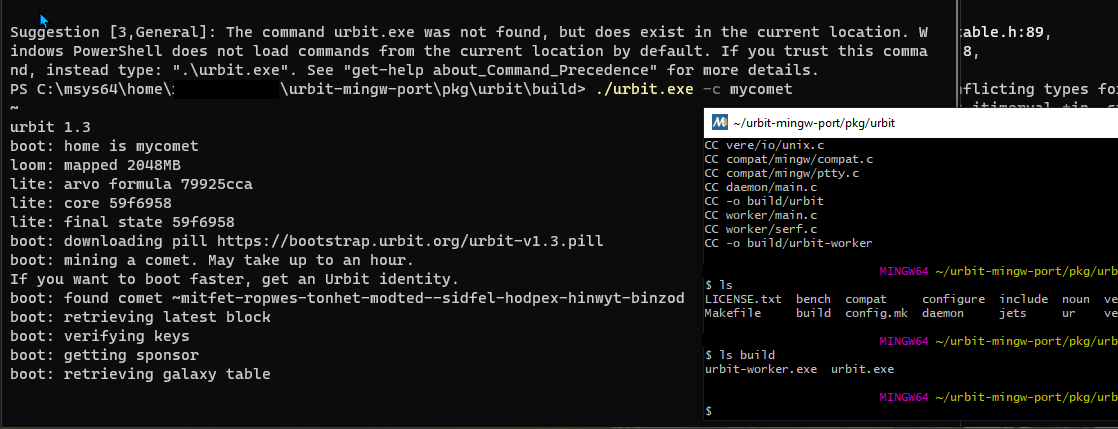 Suggestion [3,General]: The command urbit.exe was not found, but does exist in the current location. W
indows PowerShell does not load commands from the current location by default. If you trust this comma
nd, instead type: ".\urbit.exe". See "get-help about_Command_Precedence" for more details.
PS C:\msys64\home\ \urbit-mingw-port\pkg\urbit\build> ./urbit.exe -c mycomet
~
urbit 1.3
boot: home is mycomet
loom: mapped 2048MB
lite: arvo formula 79925cca
lite: core 59f6958
lite: final state 59f6958
boot: downloading pill https://bootstrap.urbit.org/urbit-v1.3.pill
boot: mining a comet. May take up to an hour.
If you want to boot faster, get an Urbit identity.
boot: found comet ~mitfet-ropwes-tonhet-modted--sidfel-hodpex-hinwyt-binzod
boot: retrieving latest block
boot: verifying keys
boot: getting sponsor
boot: retrieving galaxy table
able.h:89,
8,
nflicting types fo
~/urbit-mingw-port/pkg/urbit
CC vere/io/unix.c
CC compat/mingw/compat.c
CC compat/mingw/ptty.c
CC daemon/main.c
CC -o build/urbit
CC worker/main.c
CC worker/serf.c
CC -o build/urbit-worker
MINGW64 ~/urbit-mingw-port/pkg/urb
$ ls
LICENSE.txt bench compat configure include noun ve
Makefile build config.mk daemon jets ur ve
MINGW64 ~/urbit-mingw-port/pkg/urb
$ ls build
urbit-worker.exe urbit.exe
MINGW64 ~/urbit-mingw-port/pkg/urb
$